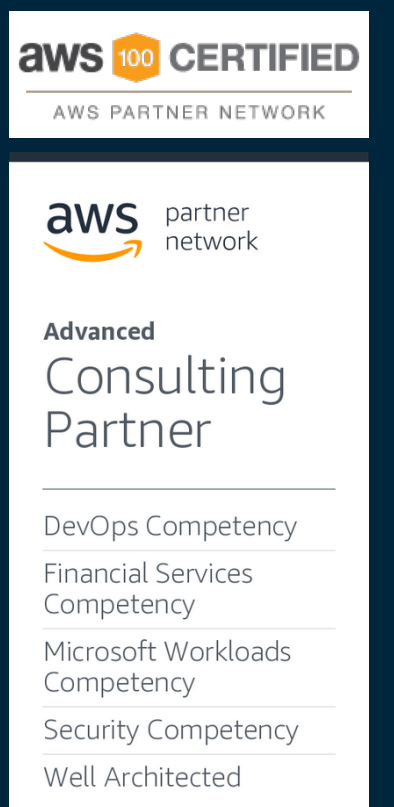 aws 100 CERTIFIED
AWS PARTNER NETWORK
aws partner
network
Advanced
Consulting
Partner
DevOps Competency
Financial Services
Competency
Microsoft Workloads
Competency
Security Competency
Well Architected